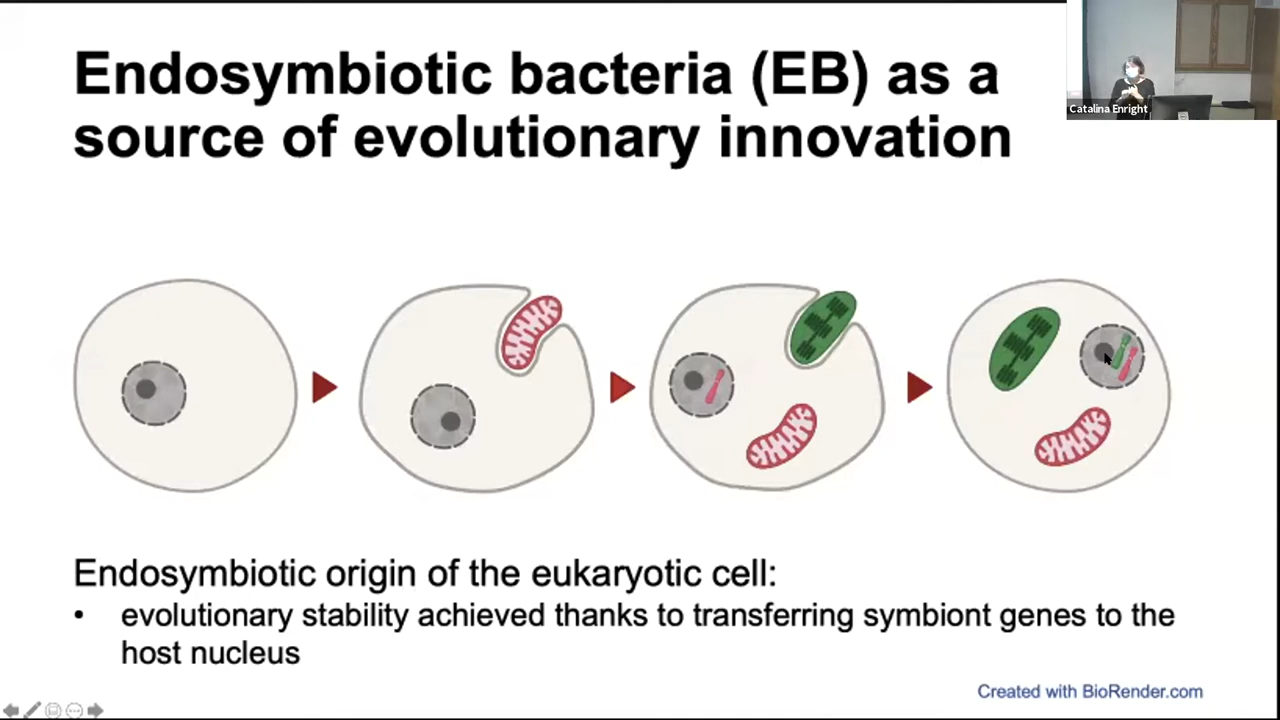 Endosymbiotic bacteria (EB) as a
source of evolutionary innovation
Catalina Enright
Endosymbiotic origin of the eukaryotic cell:
• evolutionary stability achieved thanks to transferring symbiont genes to the
host nucleus
Created with BioRender.com